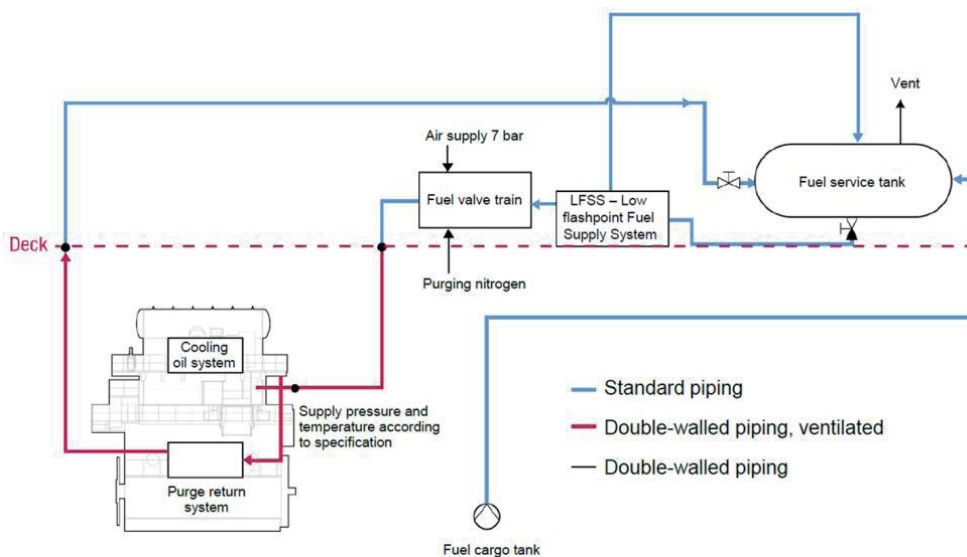 Vent
Air supply 7 bar
Fuel service tank
Fuel valve train
LFSS – Low
flashpoint Fuel
Supply System
Deck
Purging nitrogen
Cooling
oil system
Supply pressure and
temperature according
to specification
Purge return
system
Standard piping
Double-walled piping, ventilated
Double-walled piping
Fuel cargo tank